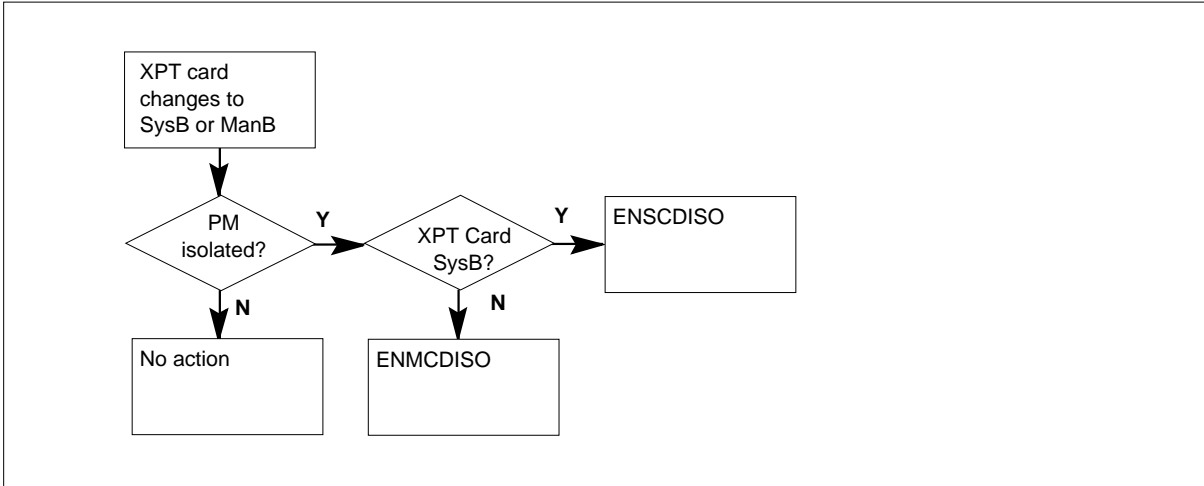 XPT card
changes to
SysB or ManB
PM
isolated?
Y
XPT Card
SysB?
Y
ENSCDISO
N
No action
N
ENMCDISO